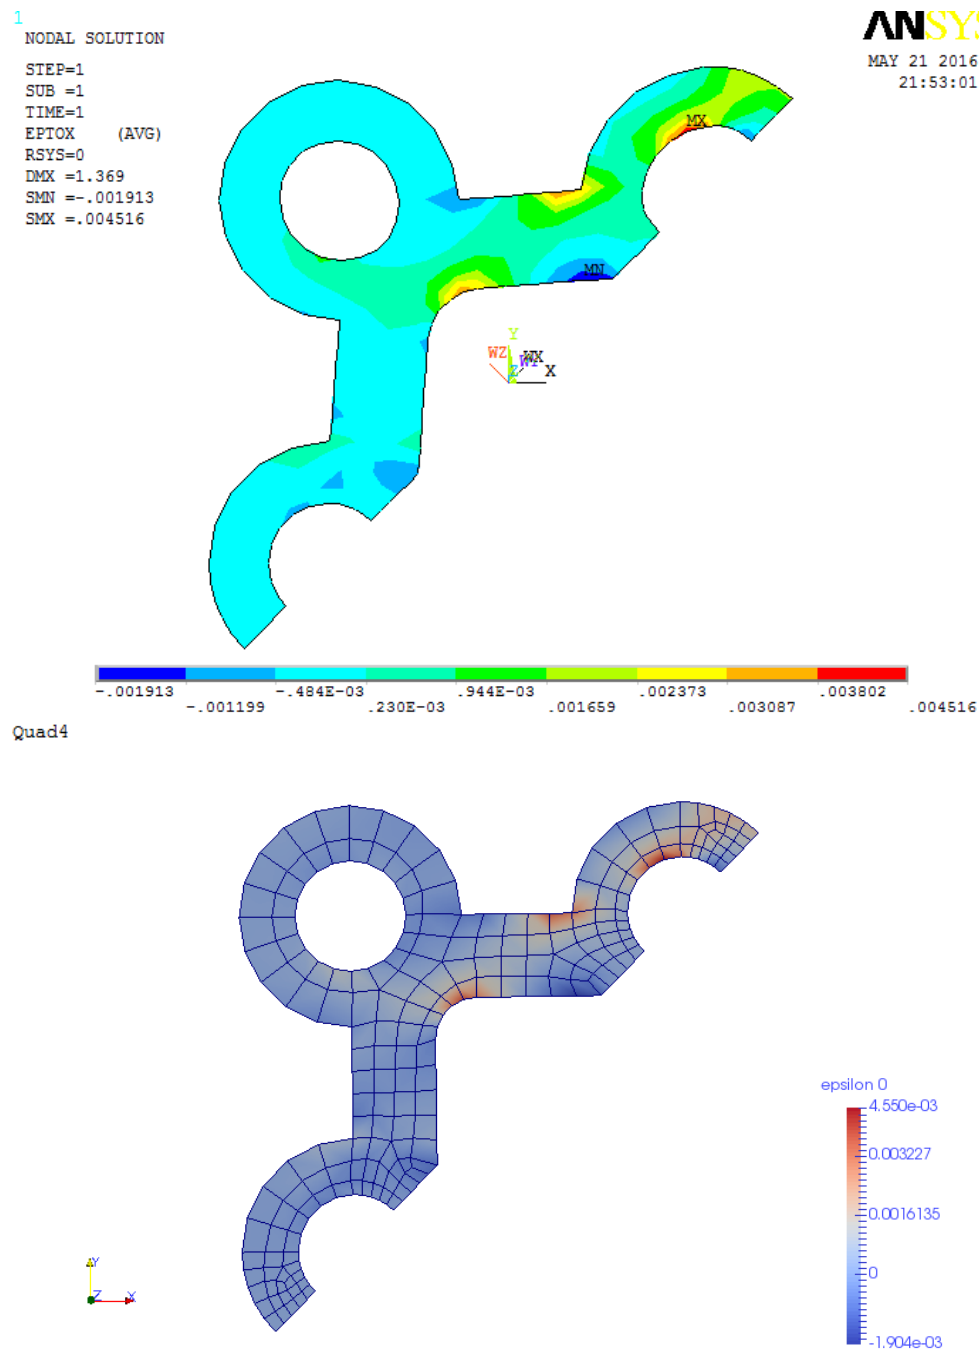 1
NODAL SOLUTION
STEP=1
SUB =1
TIME=1
EPTOX (AVG)
RSYS=0
DMX =1.369
SMN =-.001913
SMX =.004516
ANSYS
MAY 21 2016
21:53:01
MX
MN
Y
WZ
WX
Z
X
-.001913
-.484E-03
.944E-03
.002373
.003802
-.001199
.230E-03
.001659
.003087
.004516
Quad4
epsilon 0
4.550e-03
0.003227
0.0016135
0
-1.904e-03
Y
Z
X